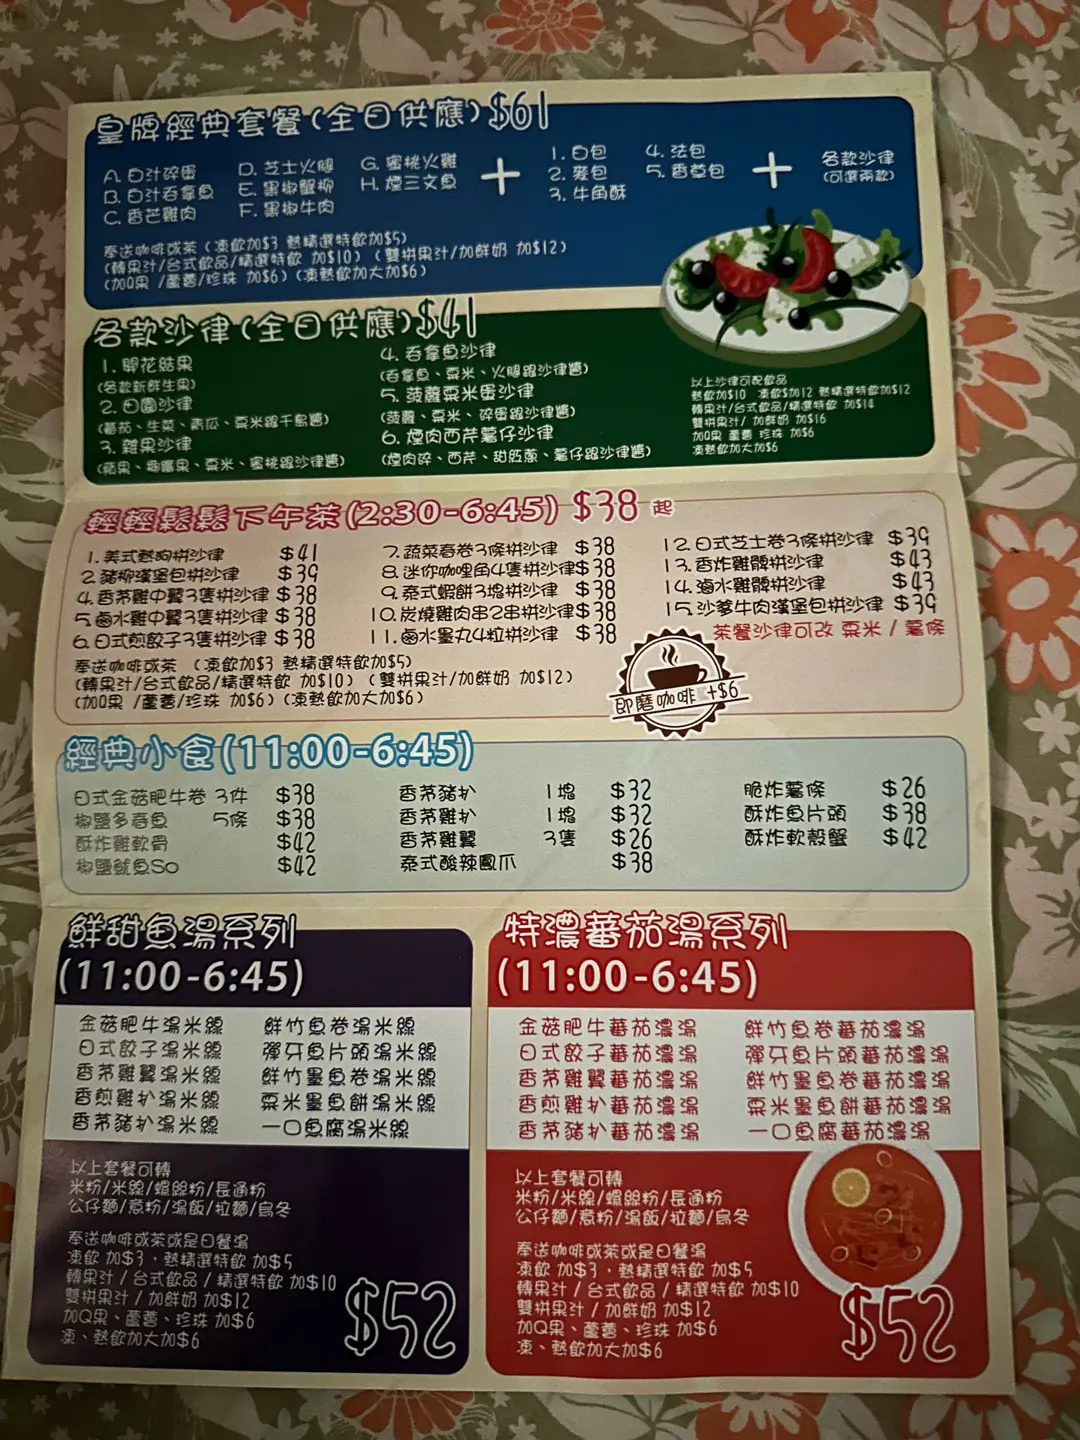 皇牌經典套餐(全日供應)$61
A. 白汁碎蛋
B. 白汁吞拿魚
C. 香芒雞肉
D. 芝士火腿
E. 黑椒蟹柳
F. 黑椒牛肉
G. 蜜桃火雞
H. 煙三文魚
+
1. 白包
2. 麥包
3. 牛角酥
4. 法包
5. 香草包
+
各款沙律
(可選兩款)
奉送咖啡或茶 (凍飲加$3 熱精選特飲加$5)
(轉果汁/台式飲品/精選特飲 加$10) (雙拼果汁/加鮮奶 加$12)
(加Q果 /蘆薈/珍珠 加$6) (凍熱飲加大加$6)
各款沙律(全日供應)$41
1. 開花結果
(各款新鮮生果)
2. 田園沙律
(蕃茄、生菜、青瓜、粟米跟千島醬)
3. 雜果沙律
(蘋果、椰纖果、粟米、蜜桃跟沙律醬)
4. 吞拿魚沙律
(吞拿魚、粟米、火腿跟沙律醬)
5. 菠蘿粟米蛋沙律
(菠蘿、粟米、碎蛋跟沙律醬)
6. 煙肉西芹薯仔沙律
(煙肉碎、西芹、甜紅蔥、薯仔跟沙律醬)
以上沙律可配飲品
熱飲加$10 凍飲$加12 熱精選特飲加$12
轉果汁/台式飲品/精選特飲 加$14
雙拼果汁/ 加鮮奶 加$16
加Q果 蘆薈 珍珠 加$6
凍熱飲加大加$6
輕輕鬆鬆下午茶(2:30-6:45) $38 起
1. 美式熱狗拼沙律 $41
2. 豬柳漢堡包拼沙律 $39
4. 香茅雞中翼3隻拼沙律 $38
5. 鹵水雞中翼3隻拼沙律 $38
6. 日式煎餃子3隻拼沙律 $38
7. 蔬菜春卷3條拼沙律 $38
8. 迷你咖哩角4隻拼沙律 $38
9. 泰式蝦餅3塊拼沙律 $38
10. 炭燒雞肉串2串拼沙律 $38
11. 鹵水墨丸4粒拼沙律 $38
12. 日式芝士卷3條拼沙律 $39
13. 香炸雞髀拼沙律 $43
14. 滷水雞髀拼沙律 $43
15. 沙爹牛肉漢堡包拼沙律 $39
茶餐沙律可改 粟米 / 薯條
奉送咖啡或茶 (凍飲加$3 熱精選特飲加$5)
(轉果汁/台式飲品/精選特飲 加$10) (雙拼果汁/加鮮奶 加$12)
(加Q果 /蘆薈/珍珠 加$6) (凍熱飲加大加$6)
即磨咖啡 +$6
經典小食(11:00-6:45)
日式金菇肥牛卷 3件 $38
椒鹽多春魚 5條 $38
酥炸雞軟骨 $42
椒鹽魷魚So $42
香茅豬扒 1塊 $32
香茅雞扒 1塊 $32
香茅雞翼 3隻 $26
泰式酸辣鳳爪 $38
脆炸薯條 $26
酥炸魚片頭 $38
酥炸軟殼蟹 $42
鮮甜魚湯系列
(11:00-6:45)
金菇肥牛湯米線
日式餃子湯米線
香茅雞翼湯米線
香煎雞扒湯米線
香茅豬扒湯米線
鮮竹魚卷湯米線
彈牙魚片頭湯米線
鮮竹墨魚卷湯米線
粟米墨魚餅湯米線
一口魚腐湯米線
以上套餐可轉
米粉/米線/螺絲粉/長通粉
公仔麵/意粉/湯飯/拉麵/烏冬
奉送咖啡或茶或是日餐湯
凍飲 加$3，熱精選特飲 加$5
轉果汁 / 台式飲品 / 精選特飲 加$10
雙拼果汁 / 加鮮奶 加$12
加Q果、蘆薈、珍珠 加$6
凍、熱飲加大加$6
$52
特濃蕃茄湯系列
(11:00-6:45)
金菇肥牛蕃茄濃湯
日式餃子蕃茄濃湯
香茅雞翼蕃茄濃湯
香煎雞扒蕃茄濃湯
香茅豬扒蕃茄濃湯
鮮竹魚卷蕃茄濃湯
彈牙魚片頭蕃茄濃湯
鮮竹墨魚卷蕃茄濃湯
粟米墨魚餅蕃茄濃湯
一口魚腐蕃茄濃湯
以上套餐可轉
米粉/米線/螺絲粉/長通粉
公仔麵/意粉/湯飯/拉麵/烏冬
奉送咖啡或茶或是日餐湯
凍飲 加$3，熱精選特飲 加$5
轉果汁 / 台式飲品 / 精選特飲 加$10
雙拼果汁 / 加鮮奶 加$12
加Q果、蘆薈、珍珠 加$6
凍、熱飲加大加$6
$52